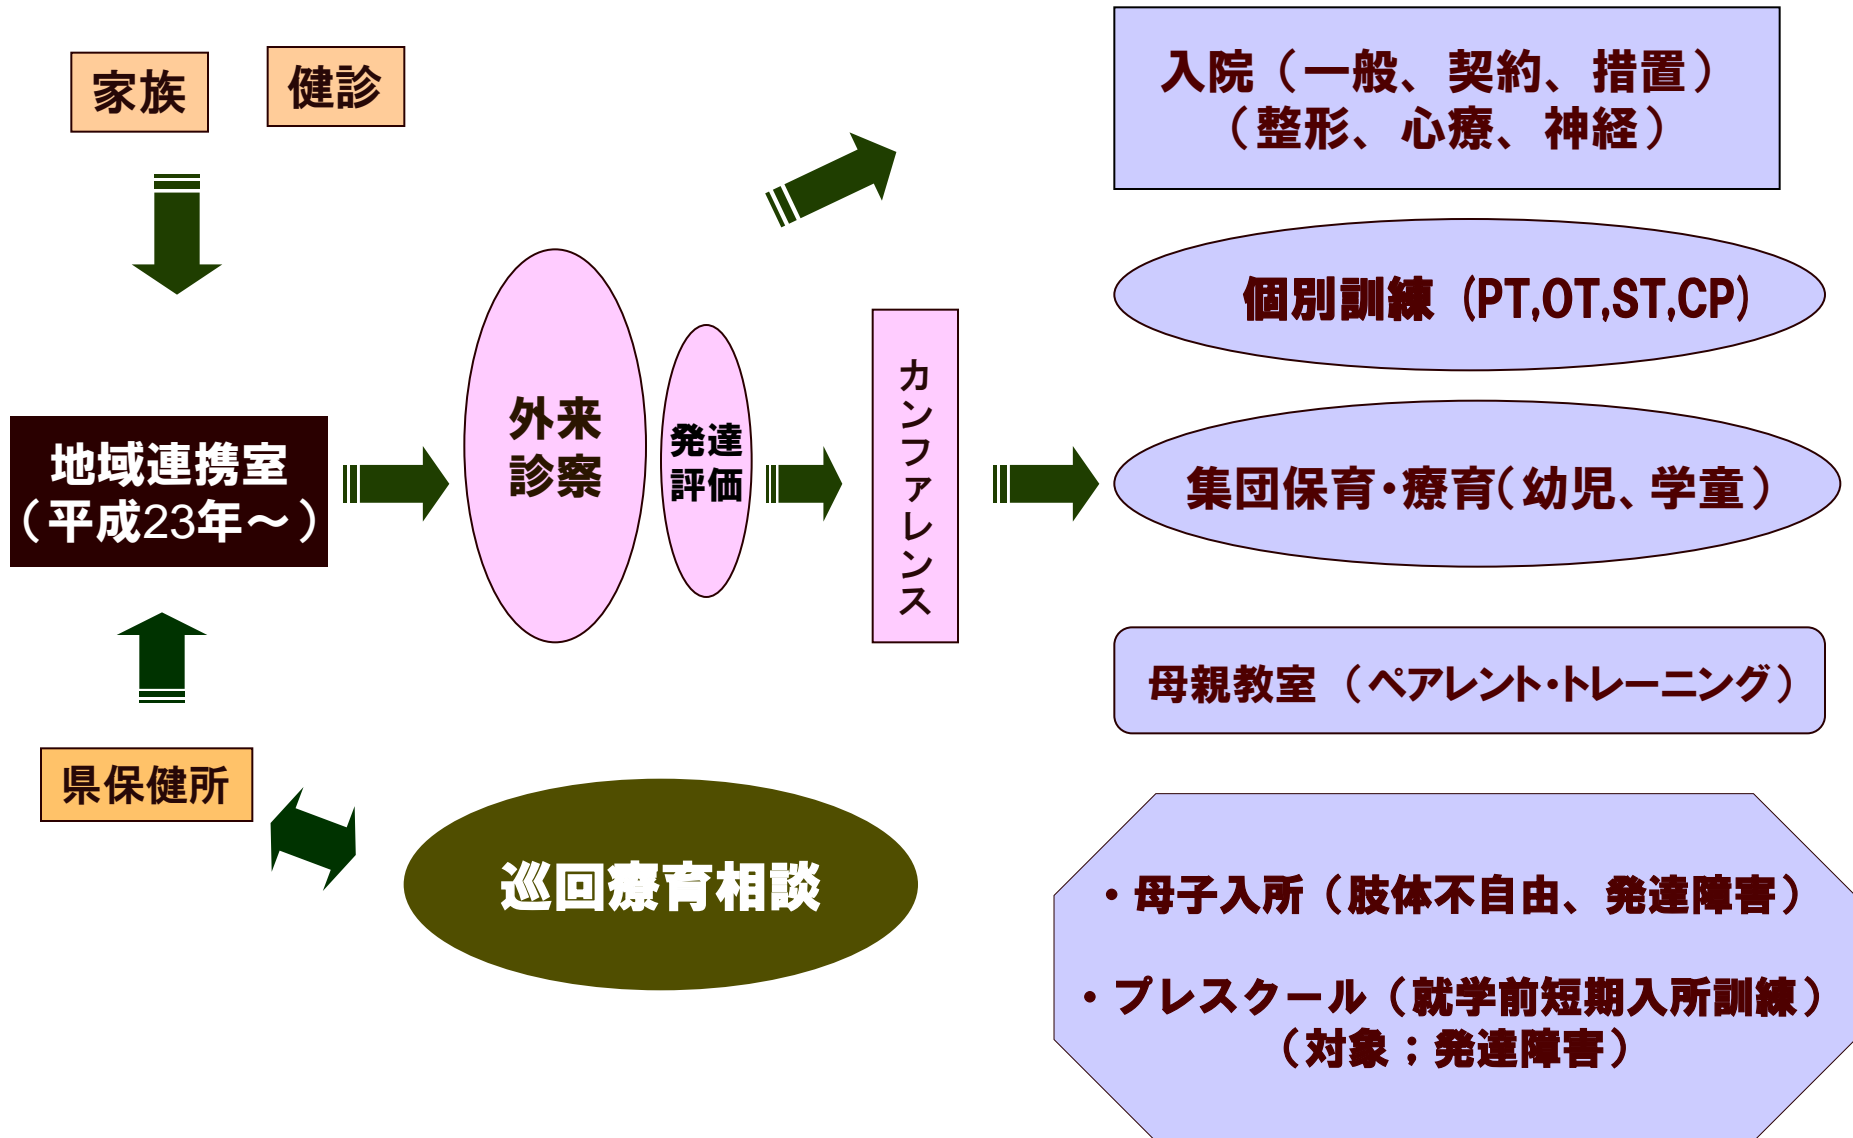 家族
健診
地域連携室
（平成23年～）
県保健所
外来
診察
発達
評価
カンファレンス
巡回療育相談
入院（一般、契約、措置）
（整形、心療、神経）
個別訓練（PT,OT,ST,CP）
集団保育・療育（幼児、学童）
母親教室（ペアレント・トレーニング）
・母子入所（肢体不自由、発達障害）
・プレスクール（就学前短期入所訓練）
（対象；発達障害）